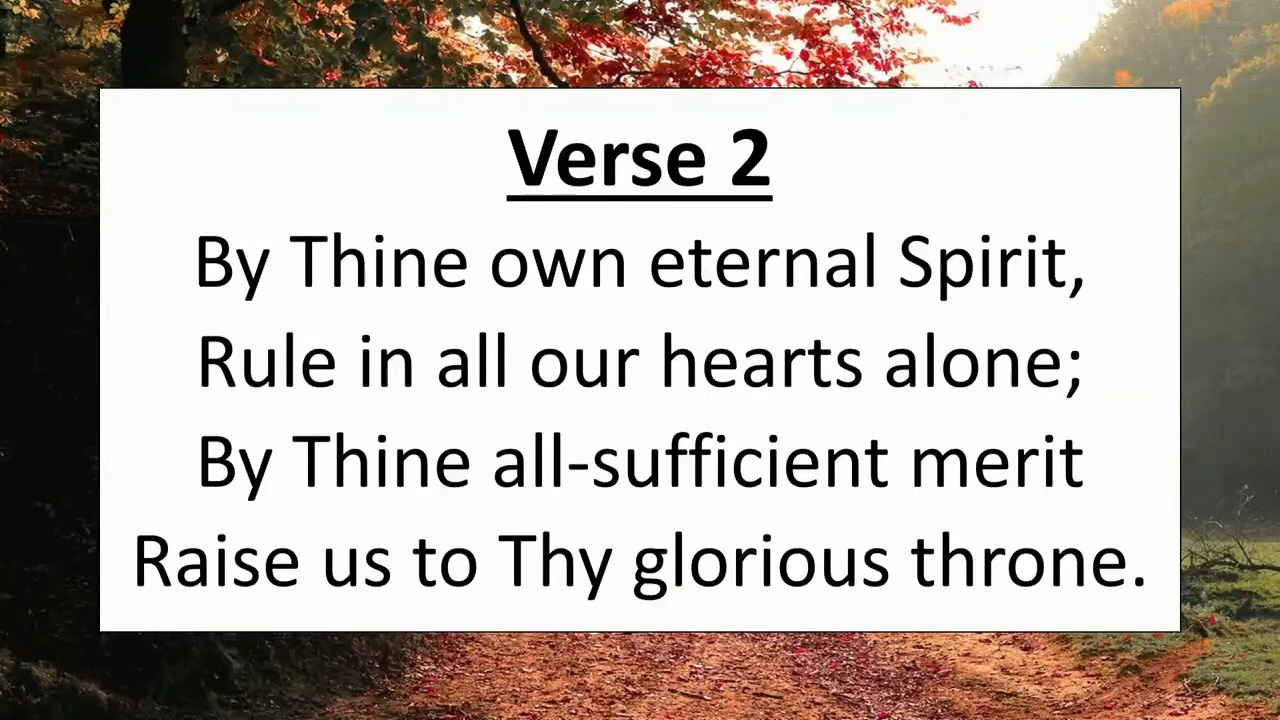 Verse 2
By Thine own eternal Spirit,
Rule in all our hearts alone;
By Thine all-sufficient merit
Raise us to Thy glorious throne.